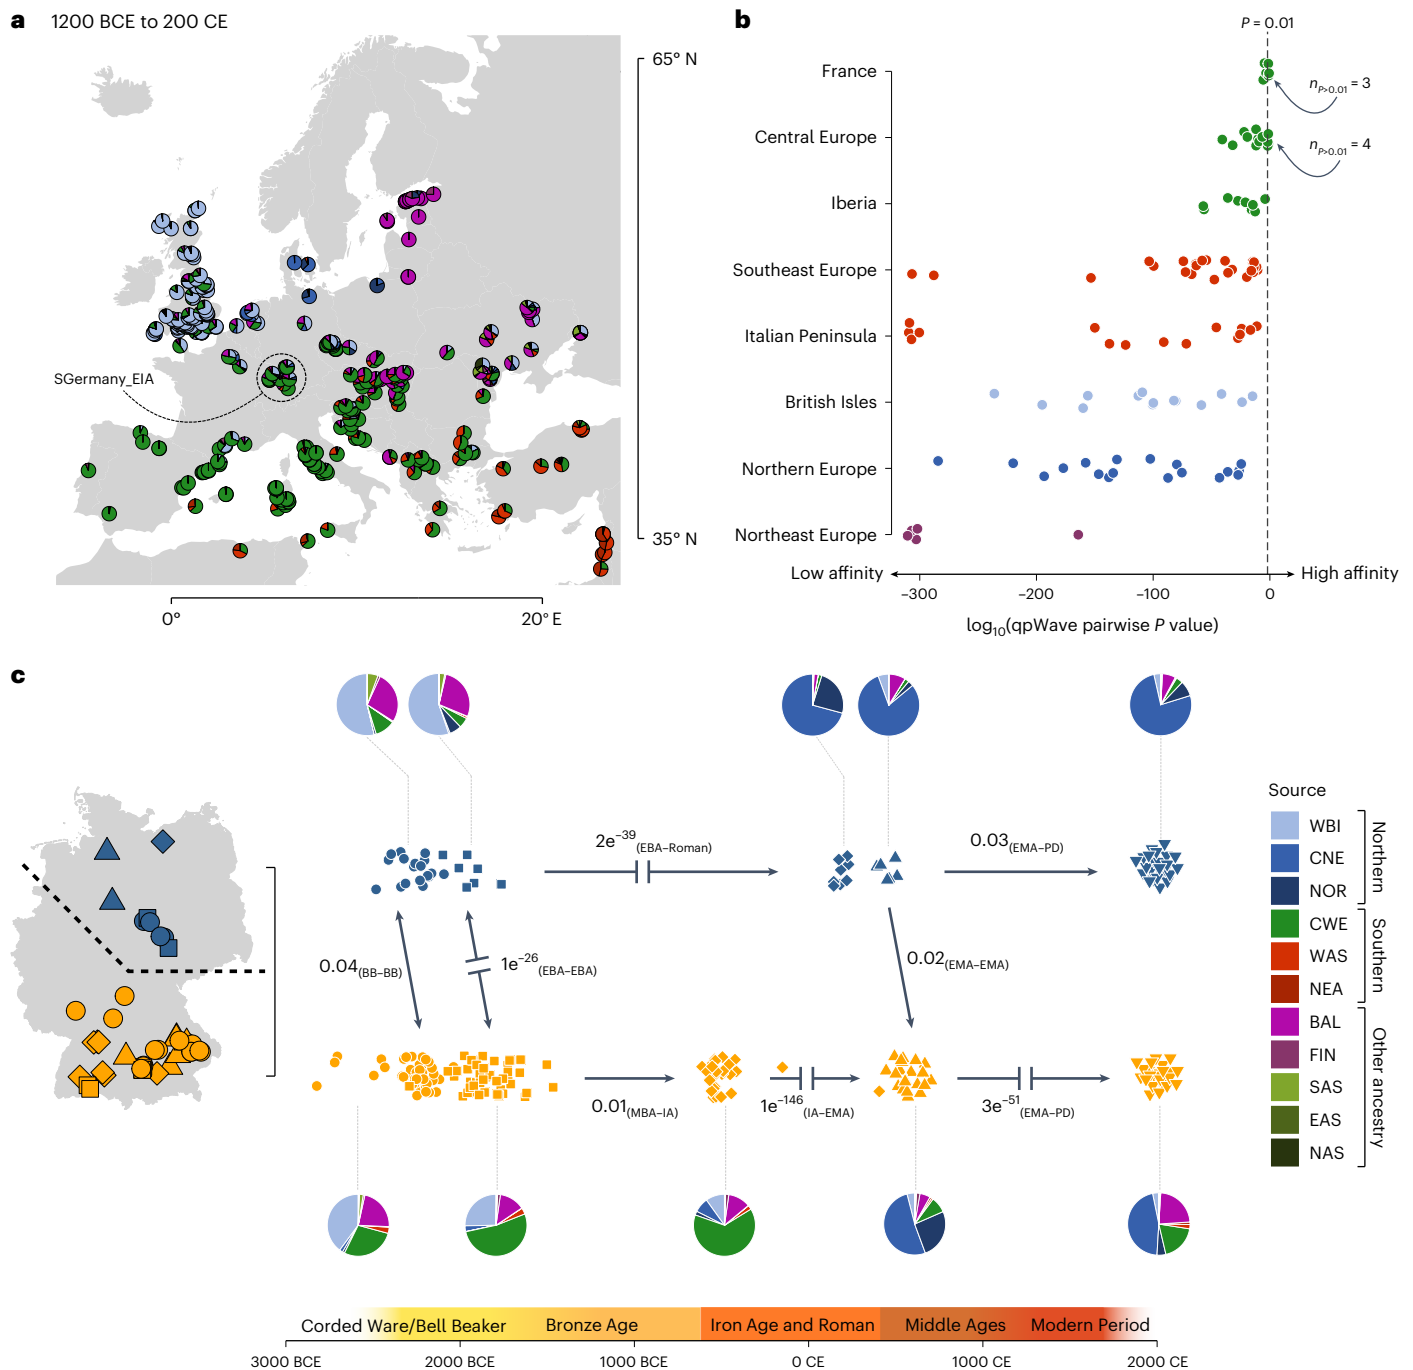 a 1200 BCE to 200 CE
65° N
35° N
0°
20° E
SGermany_EIA
b
P = 0.01
France
Central Europe
Iberia
Southeast Europe
Italian Peninsula
British Isles
Northern Europe
Northeast Europe
nP>0.01 = 3
nP>0.01 = 4
Low affinity
High affinity
−300
−200
−100
0
log10(qpWave pairwise P value)
c
2e−39(EBA–Roman)
0.03(EMA–PD)
0.04(BB–BB)
1e−26(EBA–EBA)
0.02(EMA–EMA)
0.01(MBA–IA)
1e−146(IA–EMA)
3e−51(EMA–PD)
Source
WBI
CNE
NOR
CWE
WAS
NEA
BAL
FIN
SAS
EAS
NAS
Northern
Southern
Other ancestry
Corded Ware/Bell Beaker
Bronze Age
Iron Age and Roman
Middle Ages
Modern Period
3000 BCE
2000 BCE
1000 BCE
0 CE
1000 CE
2000 CE